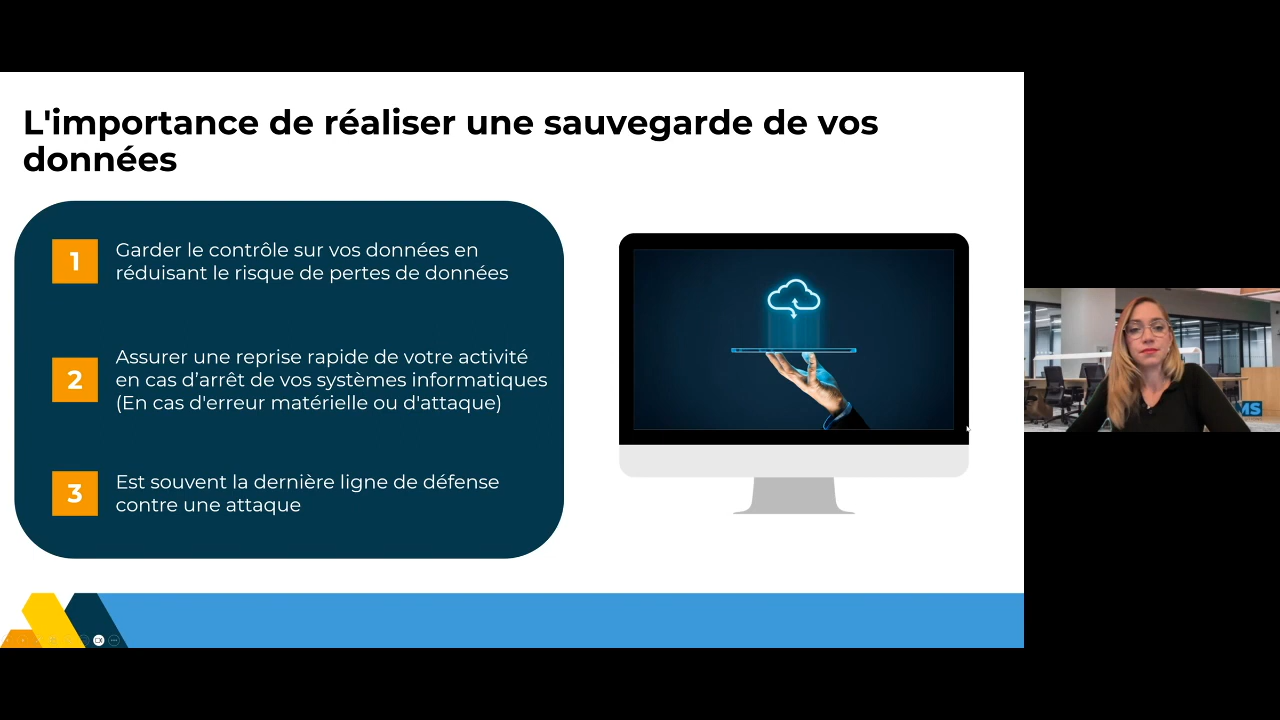 L'importance de réaliser une sauvegarde de vos
données
1
Garder le contrôle sur vos données en
réduisant le risque de pertes de données
2
Assurer une reprise rapide de votre activité
en cas d’arrêt de vos systèmes informatiques
(En cas d'erreur matérielle ou d'attaque)
3
Est souvent la dernière ligne de défense
contre une attaque
MS